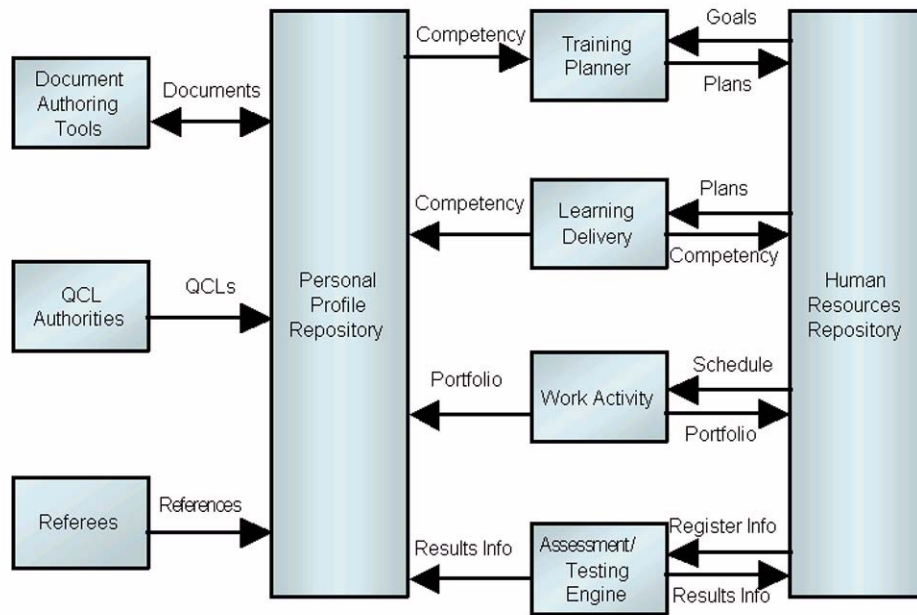 Document
Authoring
Tools
Documents
QCL
Authorities
QCLs
Referees
References
Personal
Profile
Repository
Competency
Training
Planner
Goals
Plans
Competency
Learning
Delivery
Plans
Competency
Portfolio
Work Activity
Schedule
Portfolio
Results Info
Assessment/
Testing
Engine
Register Info
Results Info
Human
Resources
Repository